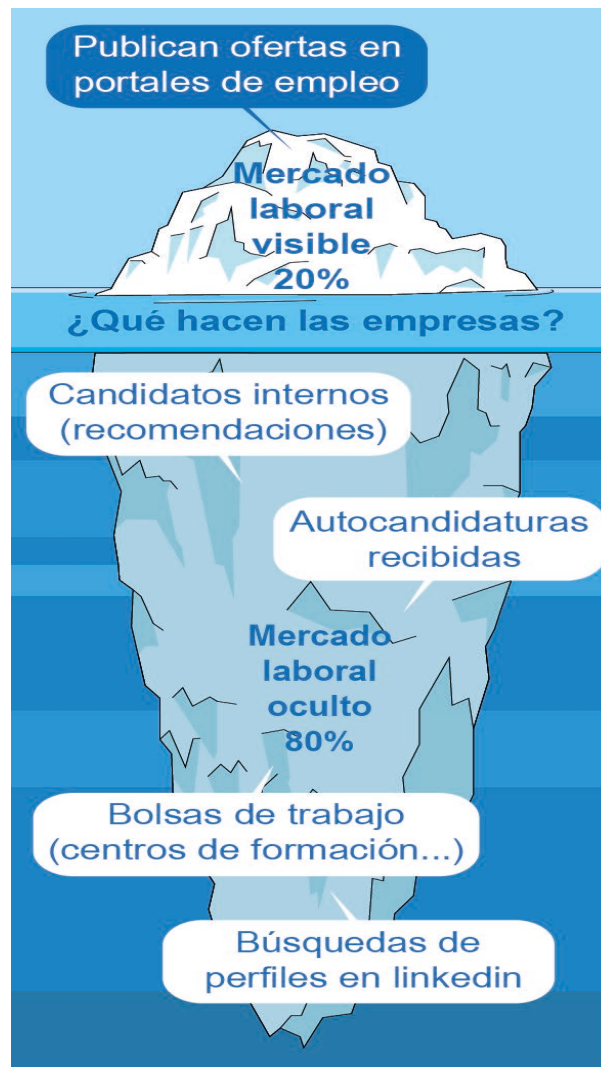 Publican ofertas en
portales de empleo
Mercado
laboral
visible
20%
¿Qué hacen las empresas?
Candidatos internos
(recomendaciones)
Autocandidaturas
recibidas
Mercado
laboral
oculto
80%
Bolsas de trabajo
(centros de formación...)
Búsquedas de
perfiles en linkedin